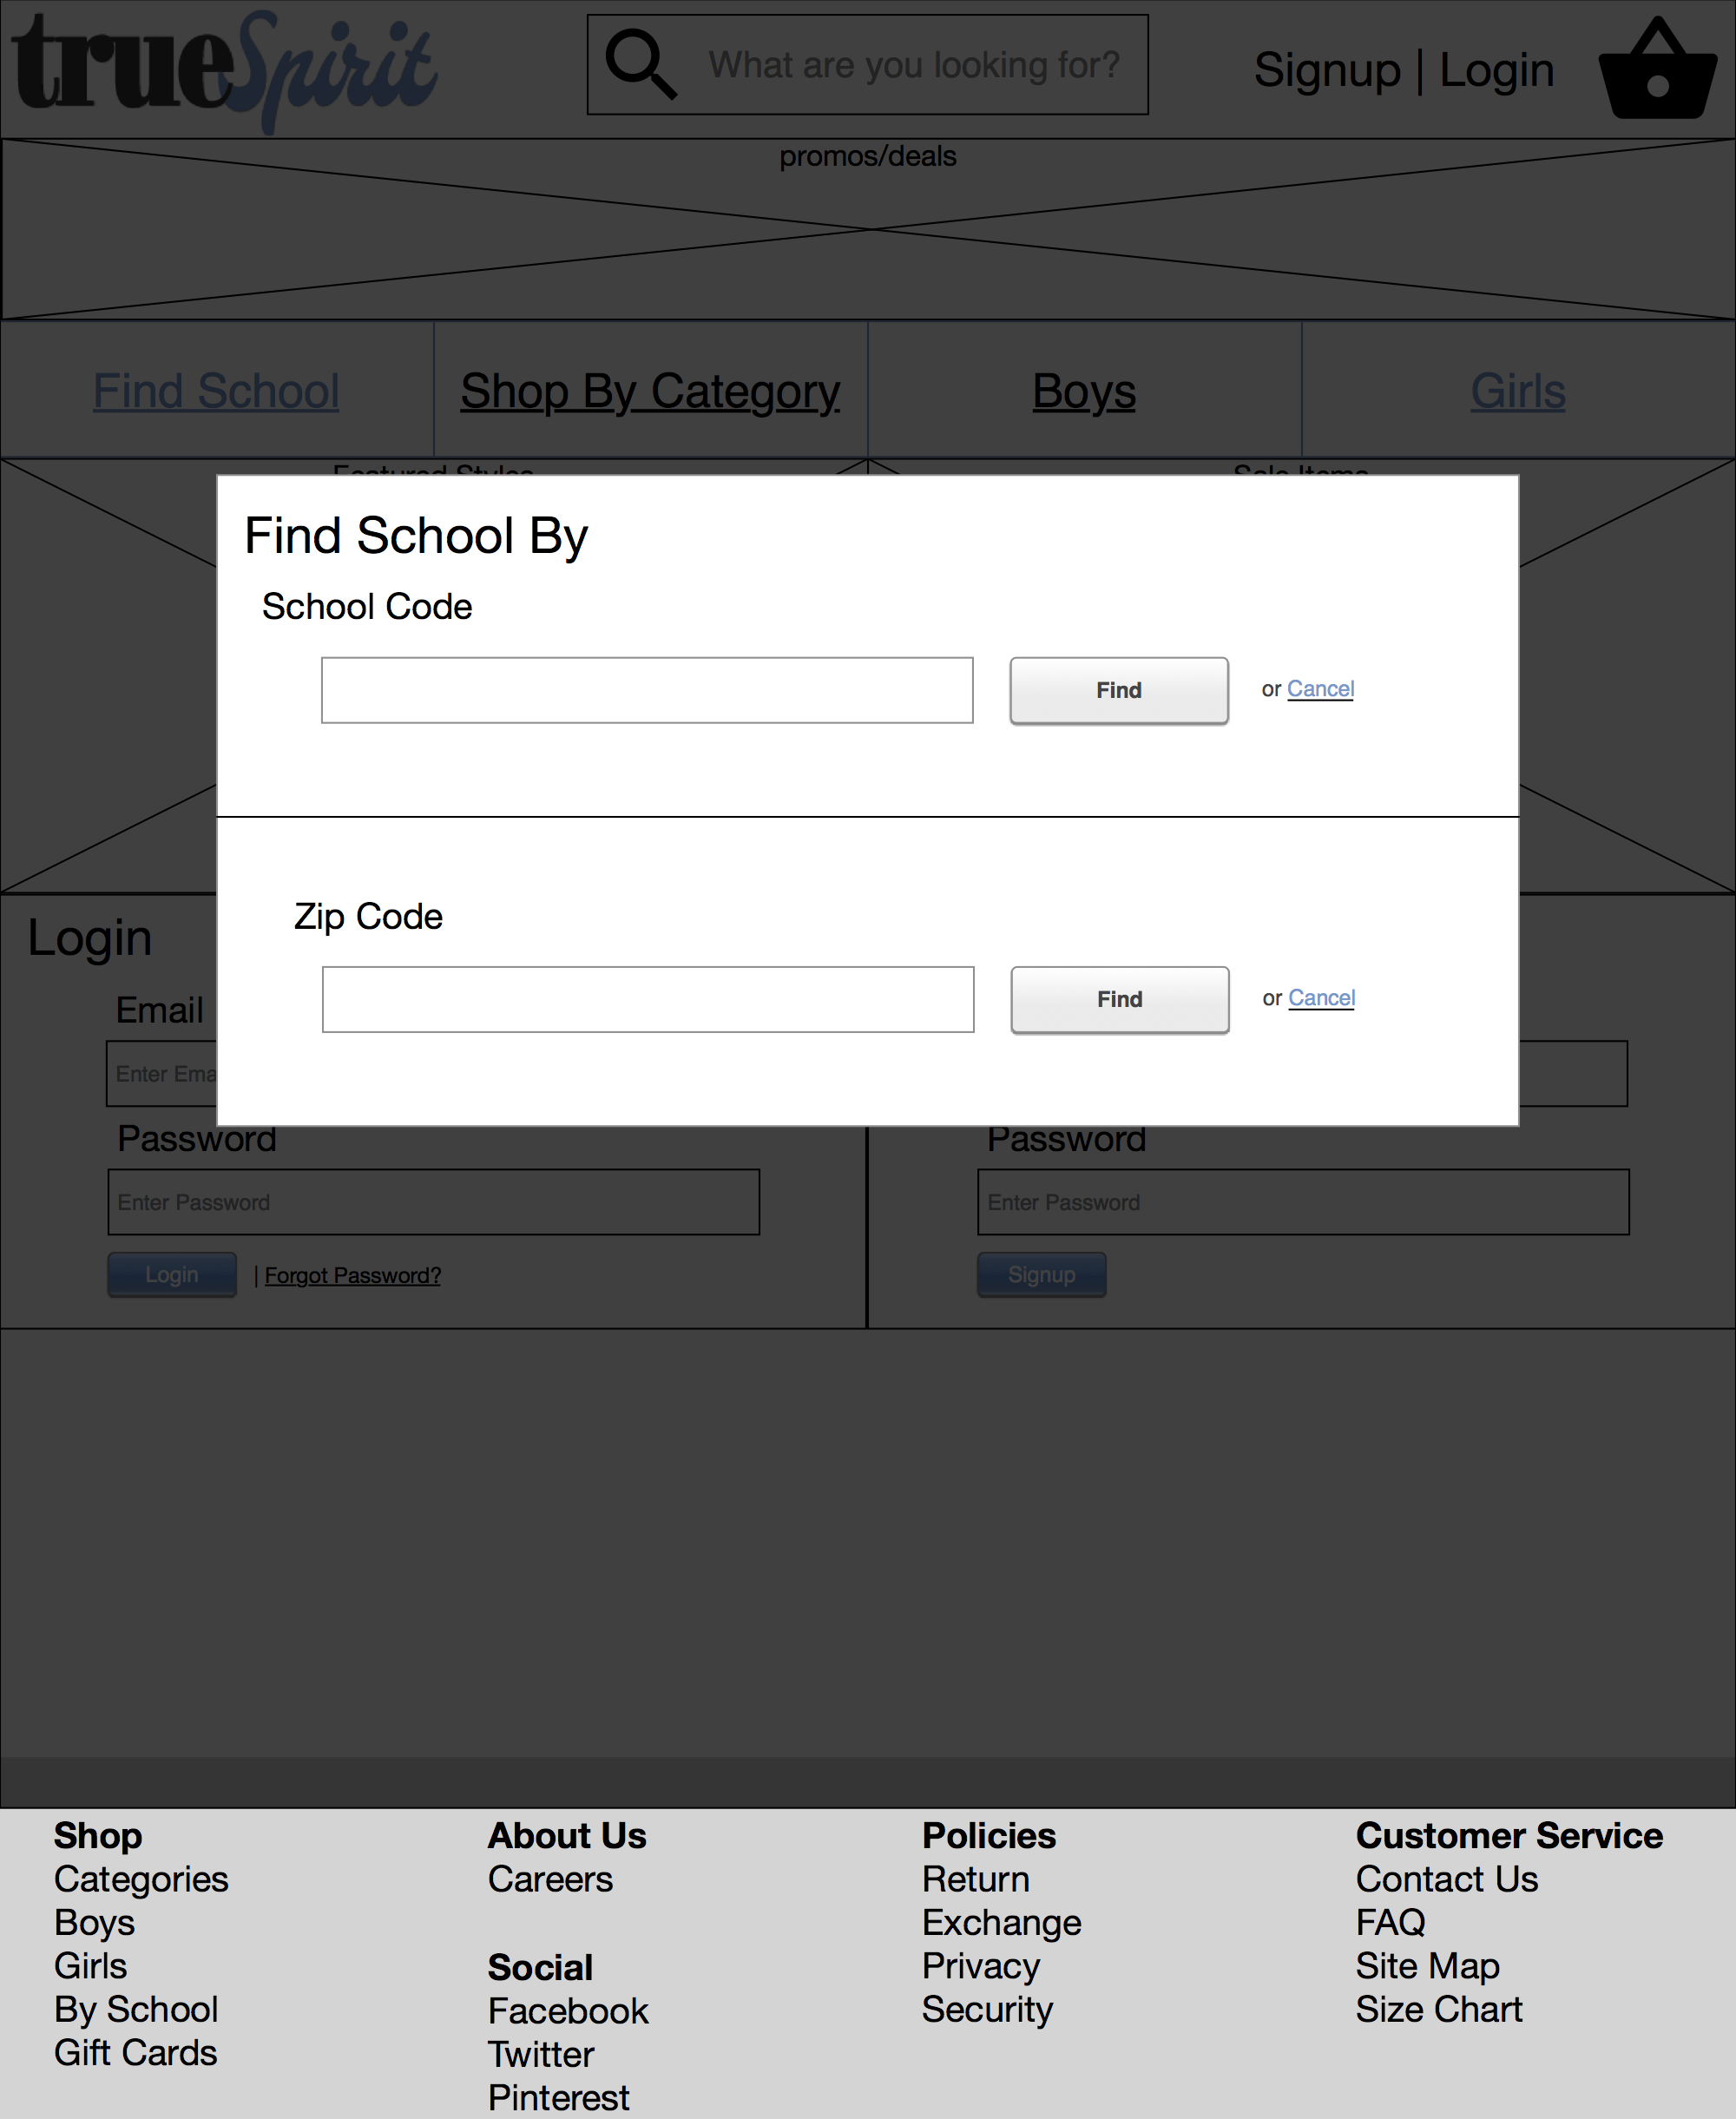 trueSpirit
What are you looking for?
Signup | Login
promos/deals
Find School
Shop By Category
Boys
Girls
Featured Styles
Sale Items
Find School By
School Code
Find
or Cancel
Zip Code
Find
or Cancel
Login
Email
Enter Ema
Password
Enter Password
Login
| Forgot Password?
Password
Enter Password
Signup
Shop
Categories
Boys
Girls
By School
Gift Cards
About Us
Careers
Social
Facebook
Twitter
Pinterest
Policies
Return
Exchange
Privacy
Security
Customer Service
Contact Us
FAQ
Site Map
Size Chart